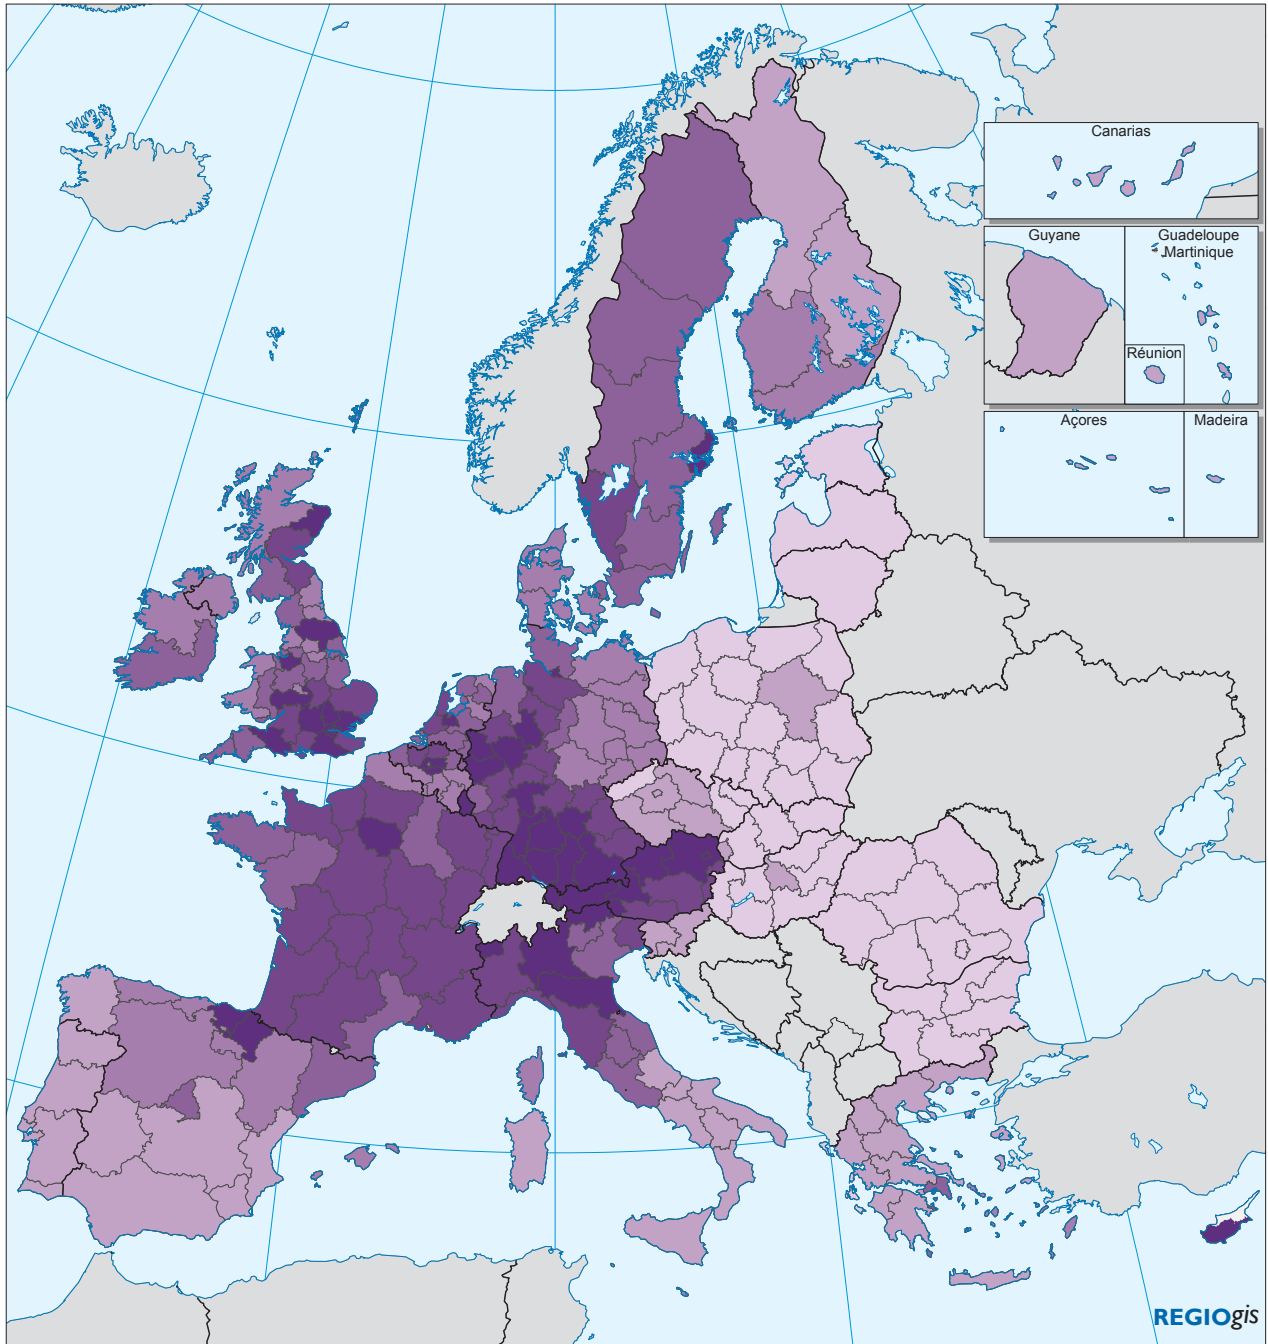 Canarias
Guyane
Guadeloupe
Martinique
Réunion
Açores
Madeira
REGIOgis